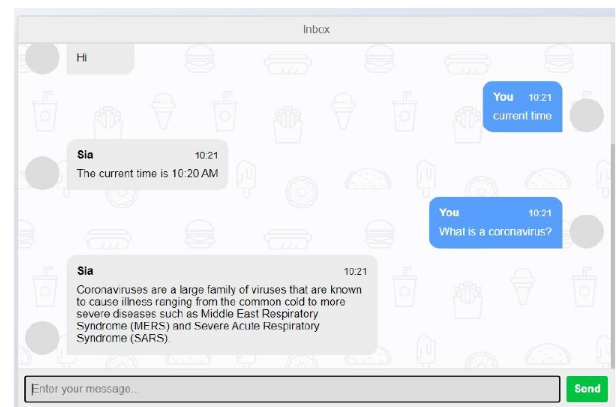 Inbox
Hi
You 10:21
current time
Sia 10:21
The current time is 10:20 AM
You 10:21
What is a coronavirus?
Sia 10:21
Coronaviruses are a large family of viruses that are known
to cause illness ranging from the common cold to more
severe diseases such as Middle East Respiratory
Syndrome (MERS) and Severe Acute Respiratory
Syndrome (SARS).
Enter your message...
Send